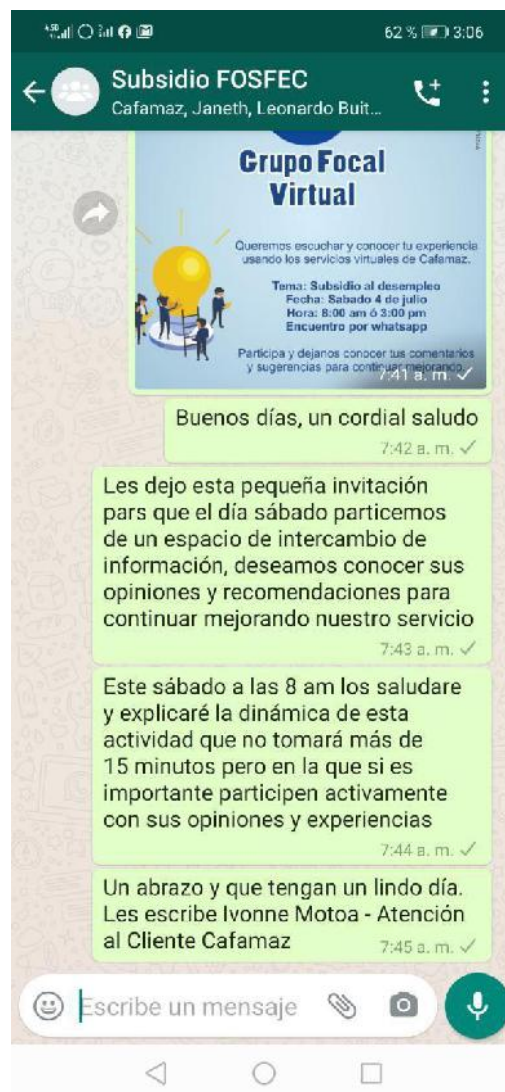 62 % 3:06
Subsidio FOSFEC
Cafamaz, Janeth, Leonardo Buit...
Grupo Focal
Virtual
Queremos escuchar y conocer tu experiencia
usando los servicios virtuales de Cafamaz.
Tema: Subsidio al desempleo
Fecha: Sabado 4 de julio
Hora: 8:00 am ó 3:00 pm
Encuentro por whatsapp
Participa y dejanos conocer tus comentarios
y sugerencias para continuar mejorando.
7:41 a. m.
Buenos días, un cordial saludo
7:42 a. m.
Les dejo esta pequeña invitación
pars que el día sábado particemos
de un espacio de intercambio de
información, deseamos conocer sus
opiniones y recomendaciones para
continuar mejorando nuestro servicio
7:43 a. m.
Este sábado a las 8 am los saludare
y explicaré la dinámica de esta
actividad que no tomará más de
15 minutos pero en la que si es
importante participen activamente
con sus opiniones y experiencias
7:44 a. m.
Un abrazo y que tengan un lindo día.
Les escribe Ivonne Motoa - Atención
al Cliente Cafamaz
7:45 a. m.
Escribe un mensaje